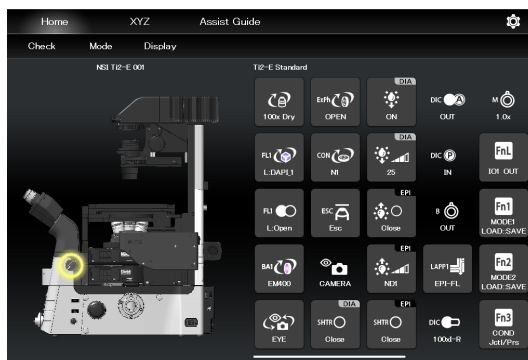 Home XYZ Assist Guide
Check Mode Display
NSI Ti2-E 001
Ti2-E Standard
100x Dry
ExPh
OPEN
DIA
ON
DIC A
OUT
M
1.0x
FL1
L:DAPI_1
CON
N1
DIA
25
DIC P
IN
FnL
IO1 OUT
FL1
L:Open
ESC
Esc
EPI
Close
B
OUT
Fn1
MODE1
LOAD::SAVE
BA1
EM400
CAMERA
EPI
ND1
LAPP1
EPI-FL
Fn2
MODE2
LOAD::SAVE
EYE
DIA
SHTR
Close
EPI
SHTR
Close
DIC
100xI-R
Fn3
COND
Jctl/Prs